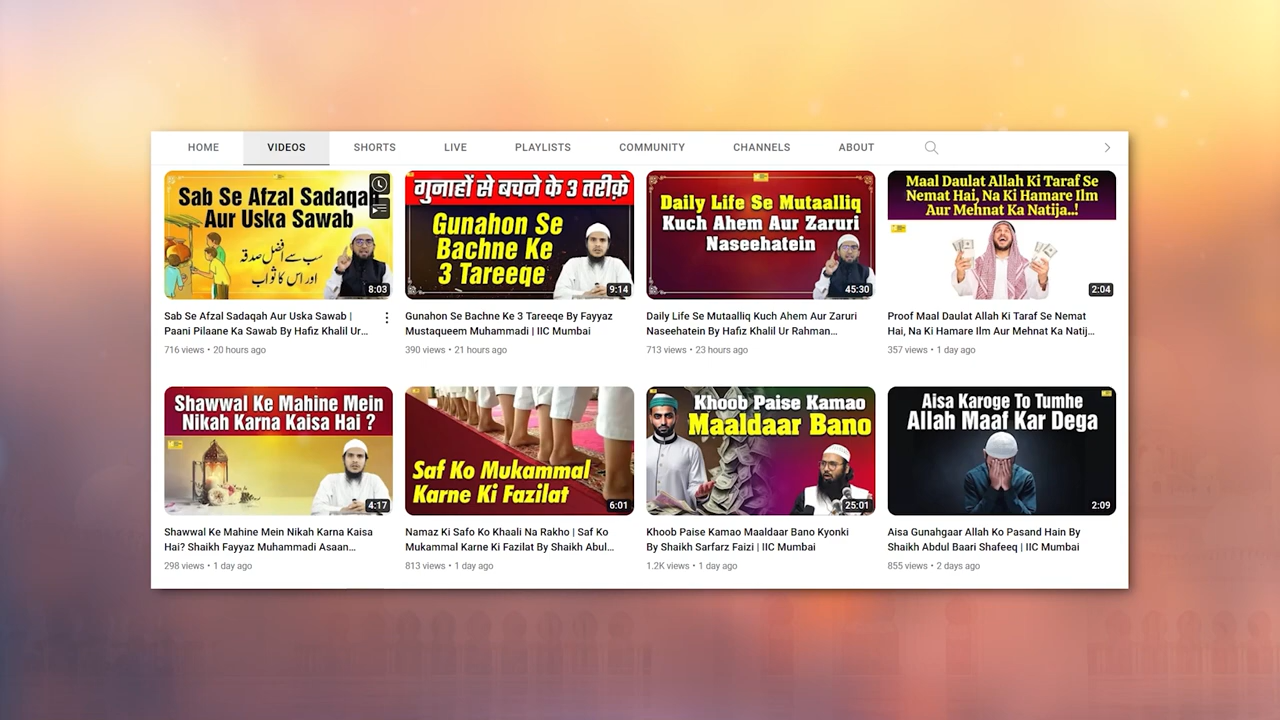 HOME VIDEOS SHORTS LIVE PLAYLISTS COMMUNITY CHANNELS ABOUT
Sab Se Afzal Sadaqah
Aur Uska Sawab
سب سے افضل صدقہ
اور اس کا ثواب
8:03
Sab Se Afzal Sadaqah Aur Uska Sawab |
Paani Pilaane Ka Sawab By Hafiz Khalil Ur...
716 views • 20 hours ago
गुनाहों से बचने के 3 तरीक़े
Gunahon Se
Bachne Ke
3 Tareeqe
9:14
Gunahon Se Bachne Ke 3 Tareeqe By Fayyaz
Mustaqueem Muhammadi | IIC Mumbai
390 views • 21 hours ago
Daily Life Se Mutaalliq
Kuch Ahem Aur Zaruri
Naseehatein
45:30
Daily Life Se Mutaalliq Kuch Ahem Aur Zaruri
Naseehatein By Hafiz Khalil Ur Rahman...
713 views • 23 hours ago
Maal Daulat Allah Ki Taraf Se
Nemat Hai, Na Ki Hamare Ilm
Aur Mehnat Ka Natija..!
2:04
Proof Maal Daulat Allah Ki Taraf Se Nemat
Hai, Na Ki Hamare Ilm Aur Mehnat Ka Natij...
357 views • 1 day ago
Shawwal Ke Mahine Mein
Nikah Karna Kaisa Hai ?
4:17
Shawwal Ke Mahine Mein Nikah Karna Kaisa
Hai? Shaikh Fayyaz Muhammadi Asaan...
298 views • 1 day ago
Saf Ko Mukammal
Karne Ki Fazilat
6:01
Namaz Ki Safo Ko Khaali Na Rakho | Saf Ko
Mukammal Karne Ki Fazilat By Shaikh Abul...
813 views • 1 day ago
Khoob Paise Kamao
Maaldaar Bano
25:01
Khoob Paise Kamao Maaldaar Bano Kyonki
By Shaikh Sarfarz Faizi | IIC Mumbai
1.2K views • 1 day ago
Aisa Karoge To Tumhe
Allah Maaf Kar Dega
2:09
Aisa Gunahgaar Allah Ko Pasand Hain By
Shaikh Abdul Baari Shafeeq | IIC Mumbai
855 views • 2 days ago